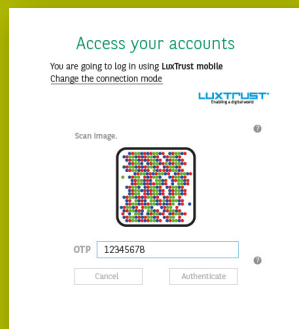 Access your accounts
You are going to log in using LuxTrust mobile
Change the connection mode
LUXTRUST
Enabling a digital world
?
Scan image.
OTP 12345678
?
Cancel Authenticate